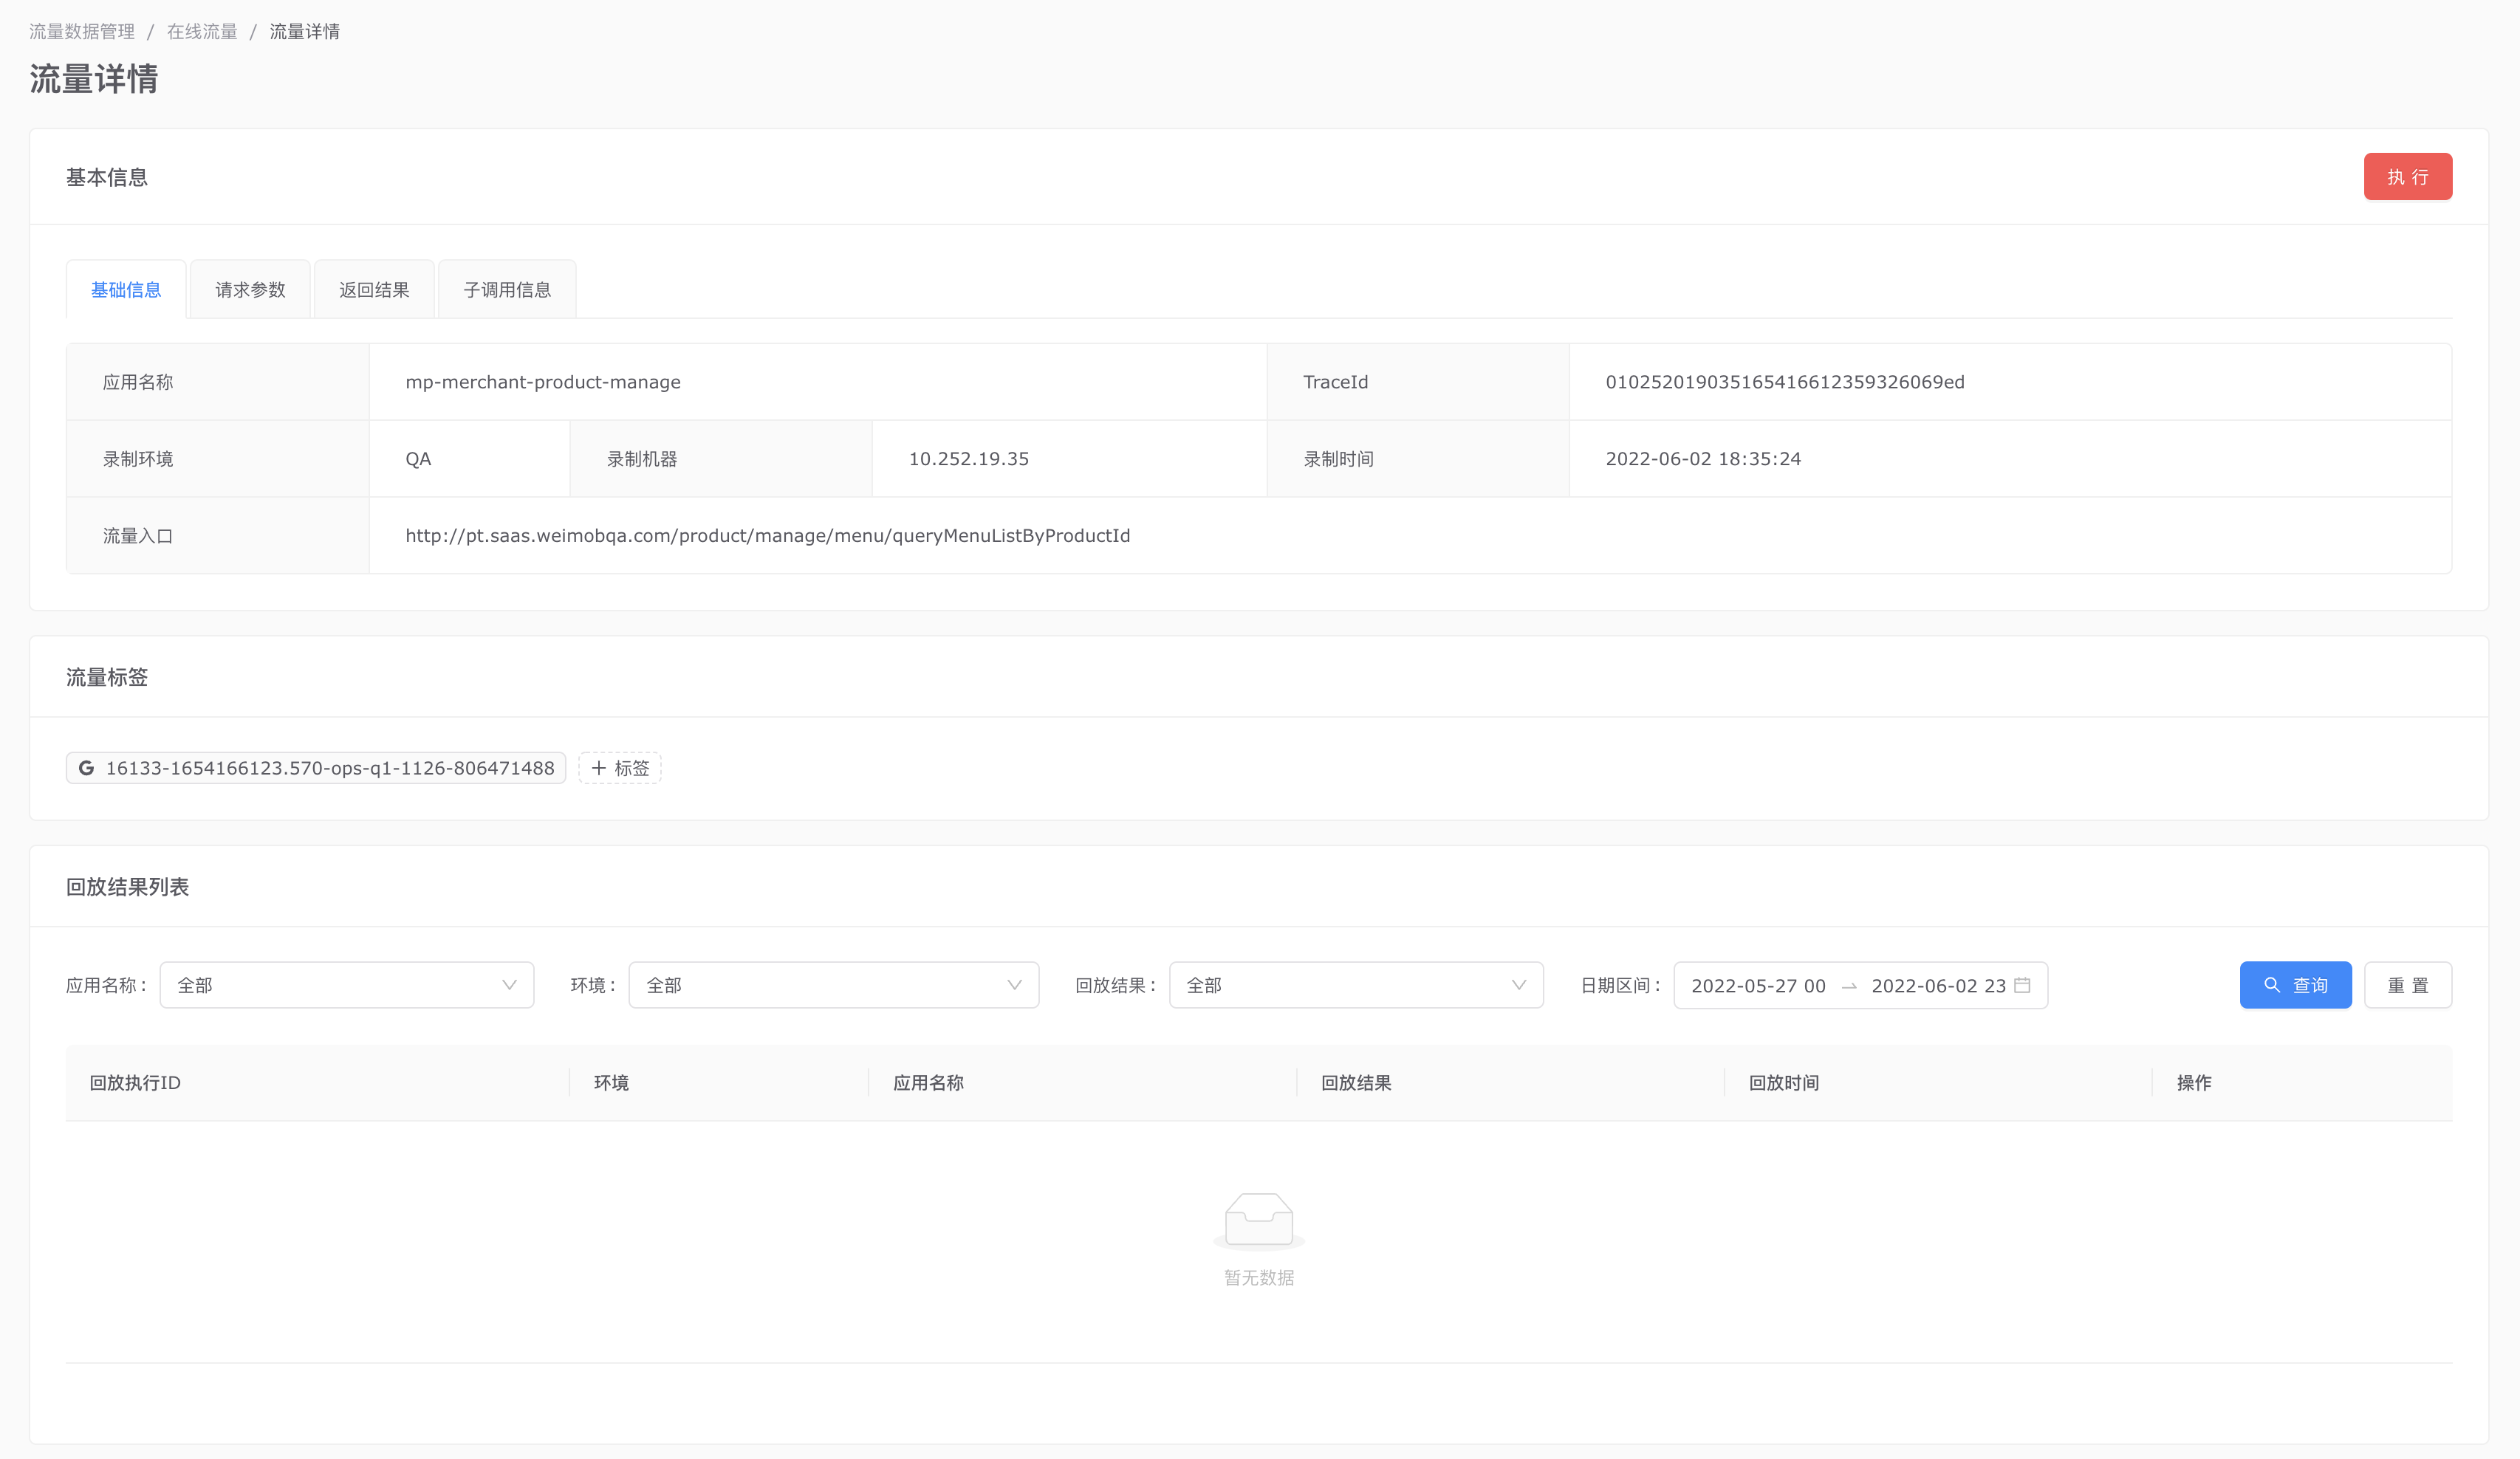 流量数据管理 / 在线流量 / 流量详情
流量详情
基本信息
执 行
基础信息 请求参数 返回结果 子调用信息
应用名称 mp-merchant-product-manage TraceId 010252019035165416612359326069ed
录制环境 QA 录制机器 10.252.19.35 录制时间 2022-06-02 18:35:24
流量入口 http://pt.saas.weimobqa.com/product/manage/menu/queryMenuListByProductId
流量标签
16133-1654166123.570-ops-q1-1126-806471488 + 标签
回放结果列表
应用名称： 全部 环境： 全部 回放结果： 全部 日期区间： 2022-05-27 00 → 2022-06-02 23 查询 重 置
回放执行ID 环境 应用名称 回放结果 回放时间 操作
暂无数据